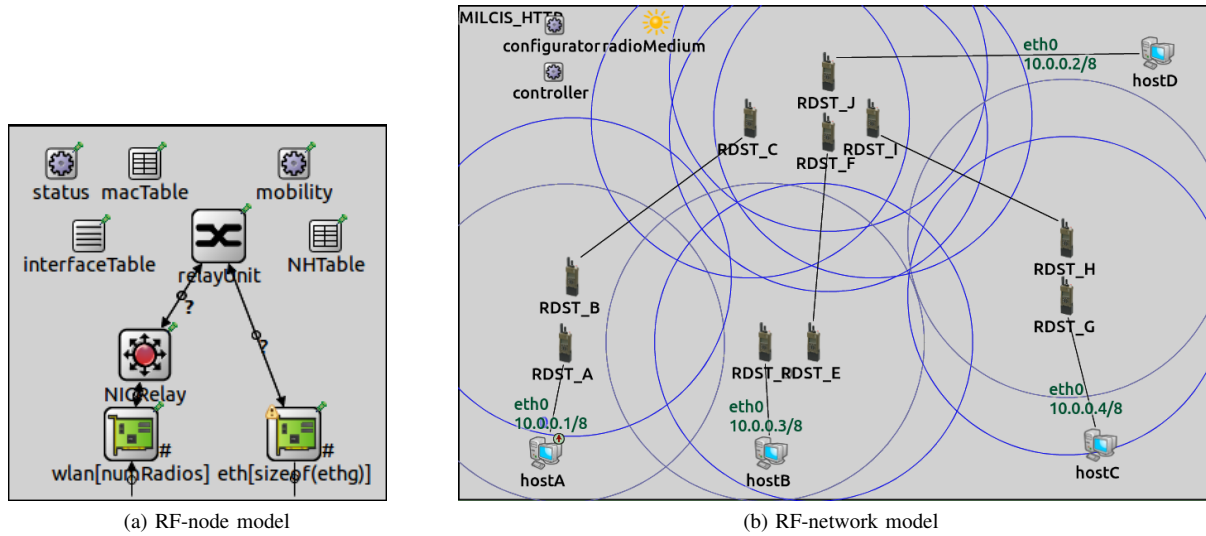 status macTable mobility
interfaceTable NHTable
relayUnit
?
?
NICRelay
#
#
wlan[numRadios] eth[sizeof(ethg)]
(a) RF-node model
MILCIS_HTTP
configurator radioMedium
controller
eth0
10.0.0.2/8
hostD
RDST_J
RDST_C
RDST_F
RDST_I
RDST_H
RDST_B
RDST_G
RDST_A
RDST_E
eth0
10.0.0.1/8
hostA
eth0
10.0.0.3/8
hostB
eth0
10.0.0.4/8
hostC
(b) RF-network model